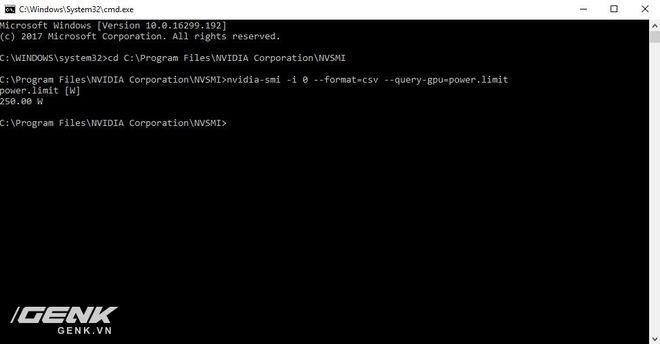 C:\Windows\System32\cmd.exe
Microsoft Windows [Version 10.0.16299.192]
(c) 2017 Microsoft Corporation. All rights reserved.
C:\WINDOWS\system32>cd C:\Program Files\NVIDIA Corporation\NVSMI
C:\Program Files\NVIDIA Corporation\NVSMI>nvidia-smi -i 0 --format=csv --query-gpu=power.limit
power.limit [W]
250.00 W
C:\Program Files\NVIDIA Corporation\NVSMI>
/GENK
GENK.VN